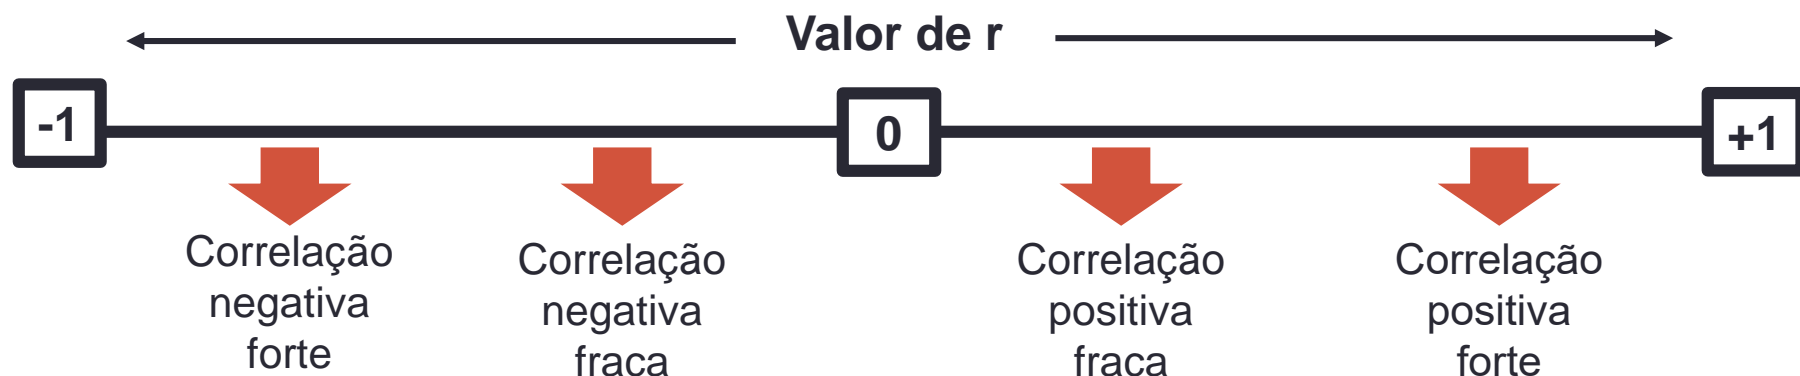 Valor de r
-1
0
+1
Correlação
negativa
forte
Correlação
negativa
fraca
Correlação
positiva
fraca
Correlação
positiva
forte